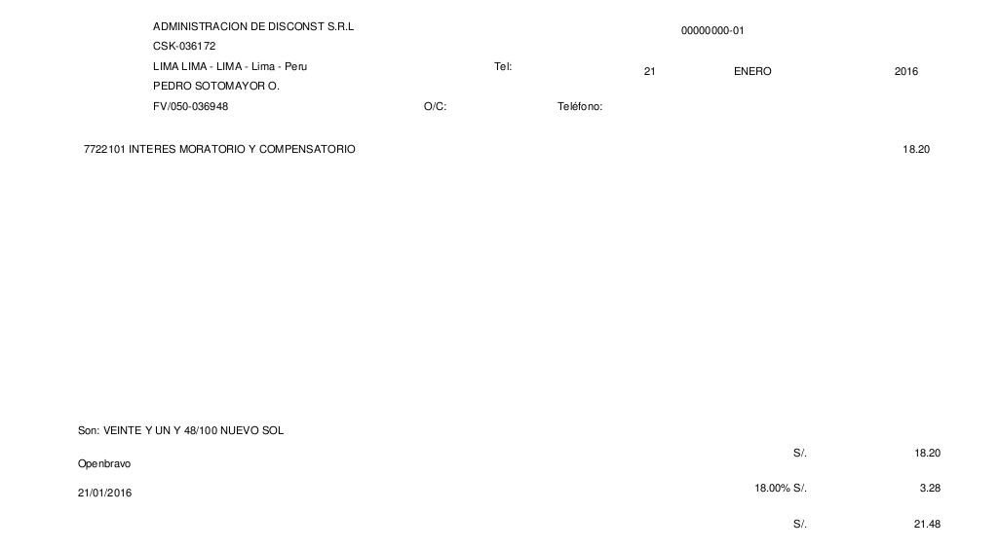 ADMINISTRACION DE DISCONST S.R.L
00000000-01
CSK-036172
LIMA LIMA - LIMA - Lima - Peru Tel:
21 ENERO 2016
PEDRO SOTOMAYOR O.
FV/050-036948 O/C: Teléfono:
7722101 INTERES MORATORIO Y COMPENSATORIO 18.20
Son: VEINTE Y UN Y 48/100 NUEVO SOL
S/. 18.20
Openbravo
18.00% S/. 3.28
21/01/2016
S/. 21.48